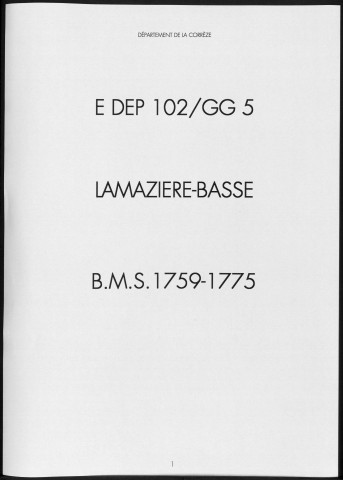 DÉPARTEMENT DE LA CORRÈZE
E DEP 102/GG 5
LAMAZIERE-BASSE
B.M.S.1759-1775
1